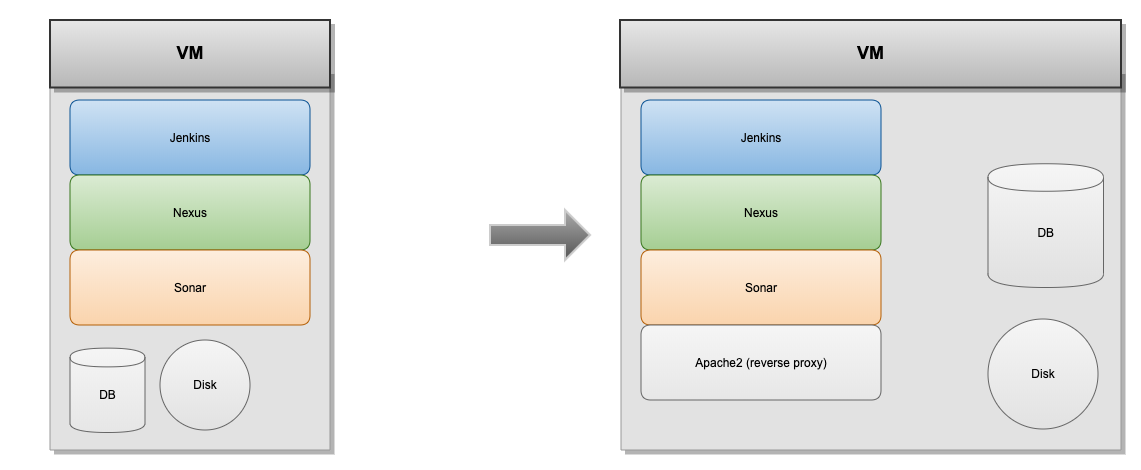 VM
Jenkins
Nexus
Sonar
DB
Disk
VM
Jenkins
Nexus
Sonar
Apache2 (reverse proxy)
DB
Disk